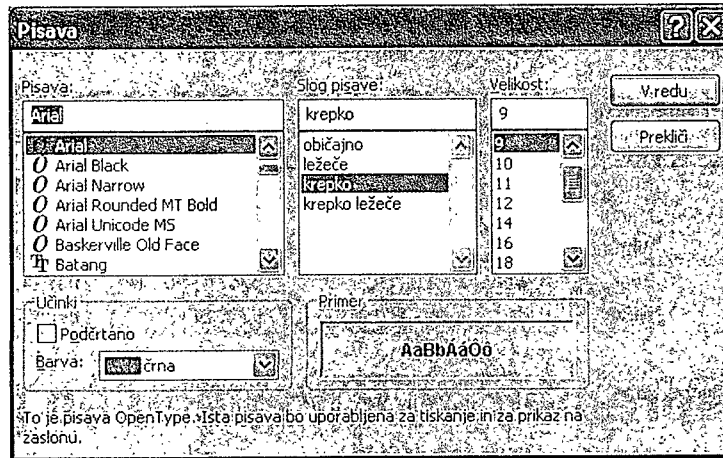 Pisava
Pisava:
Arial
Arial
Arial Black
Arial Narrow
Arial Rounded MT Bold
Arial Unicode MS
Baskerville Old Face
Batang
Slog pisave:
krepko
običajno
ležeče
krepko
krepko ležeče
Velikost:
9
9
10
11
12
14
16
18
V redu
Prekliči
Učinki
Podčrtano
Barva:
črna
Primer
AaBbÁáÓó
To je pisava OpenType. Ista pisava bo uporabljena za tiskanje in za prikaz na
zaslonu.